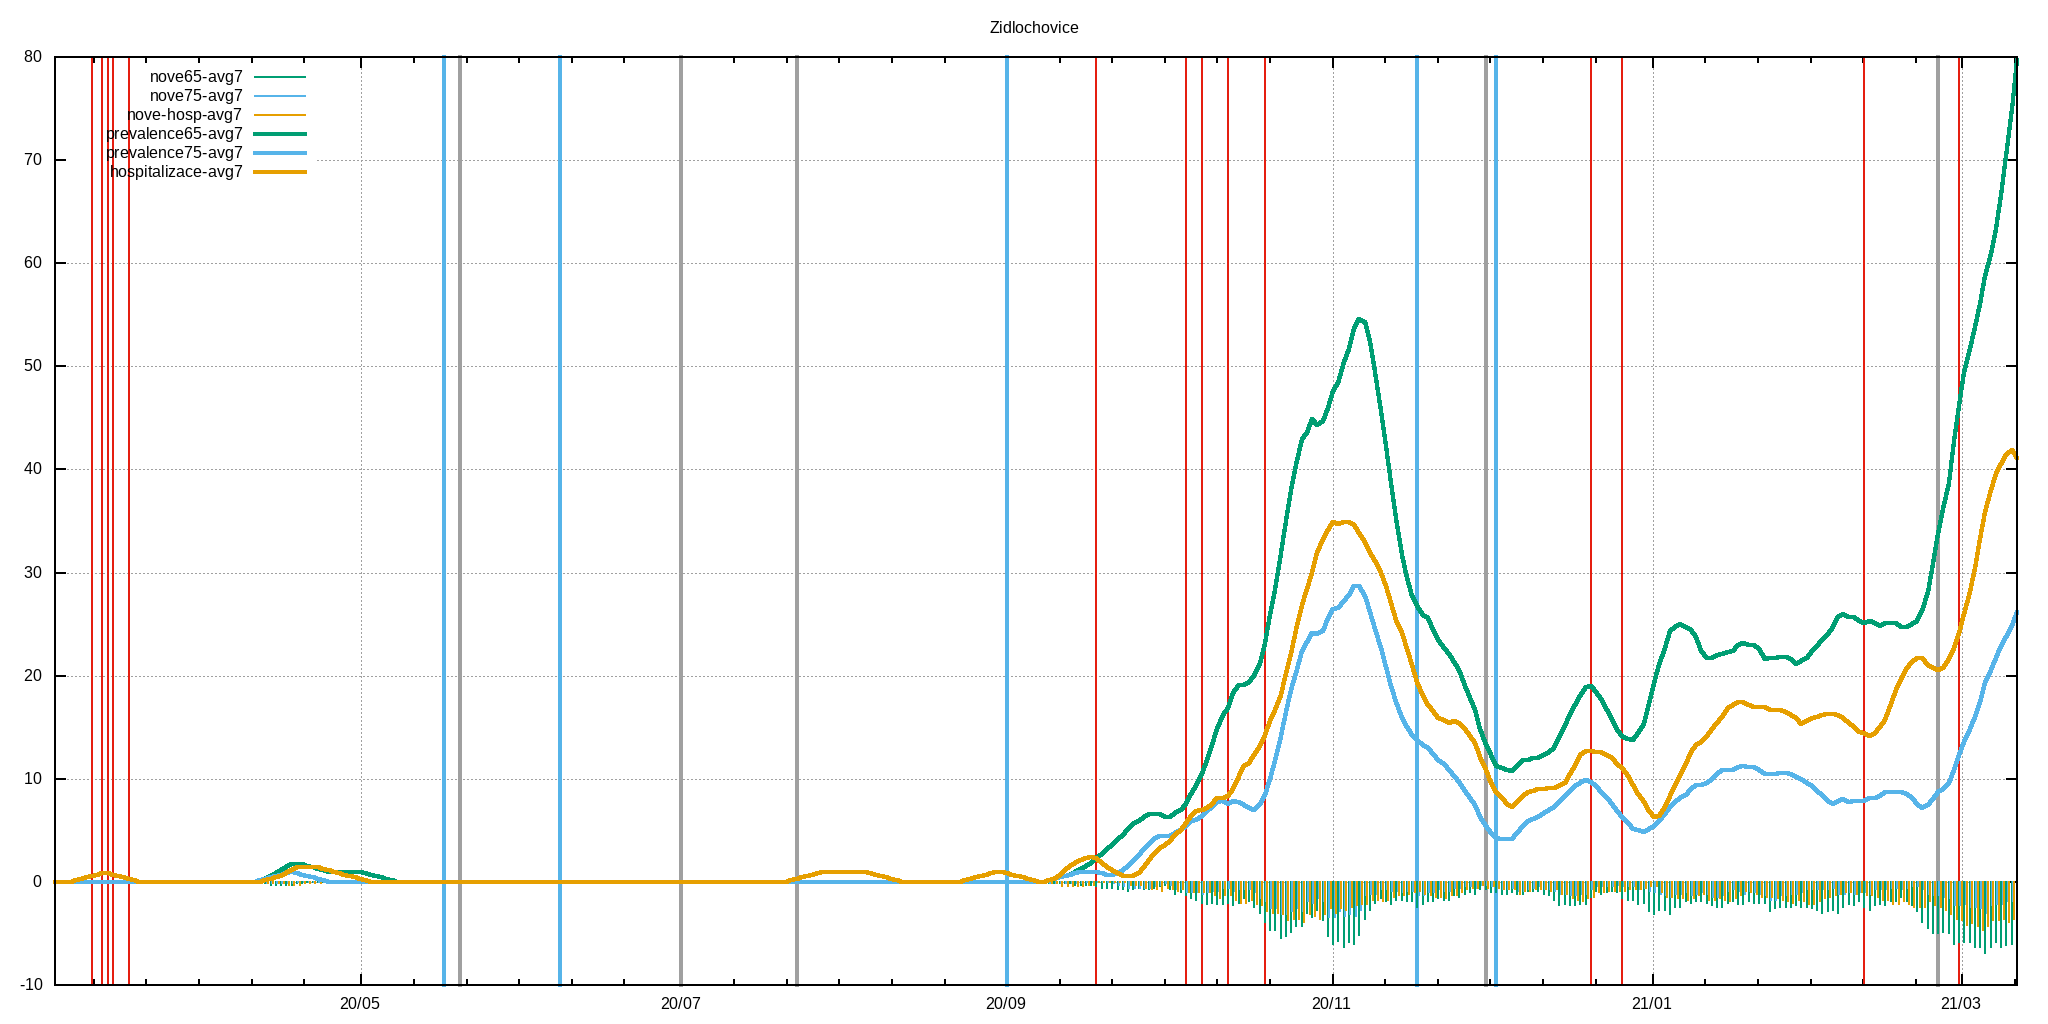 Zidlochovice
80
70
60
50
40
30
20
10
0
-10
nove65-avg7
nove75-avg7
nove-hosp-avg7
prevalence65-avg7
prevalence75-avg7
hospitalizace-avg7
20/05
20/07
20/09
20/11
21/01
21/03